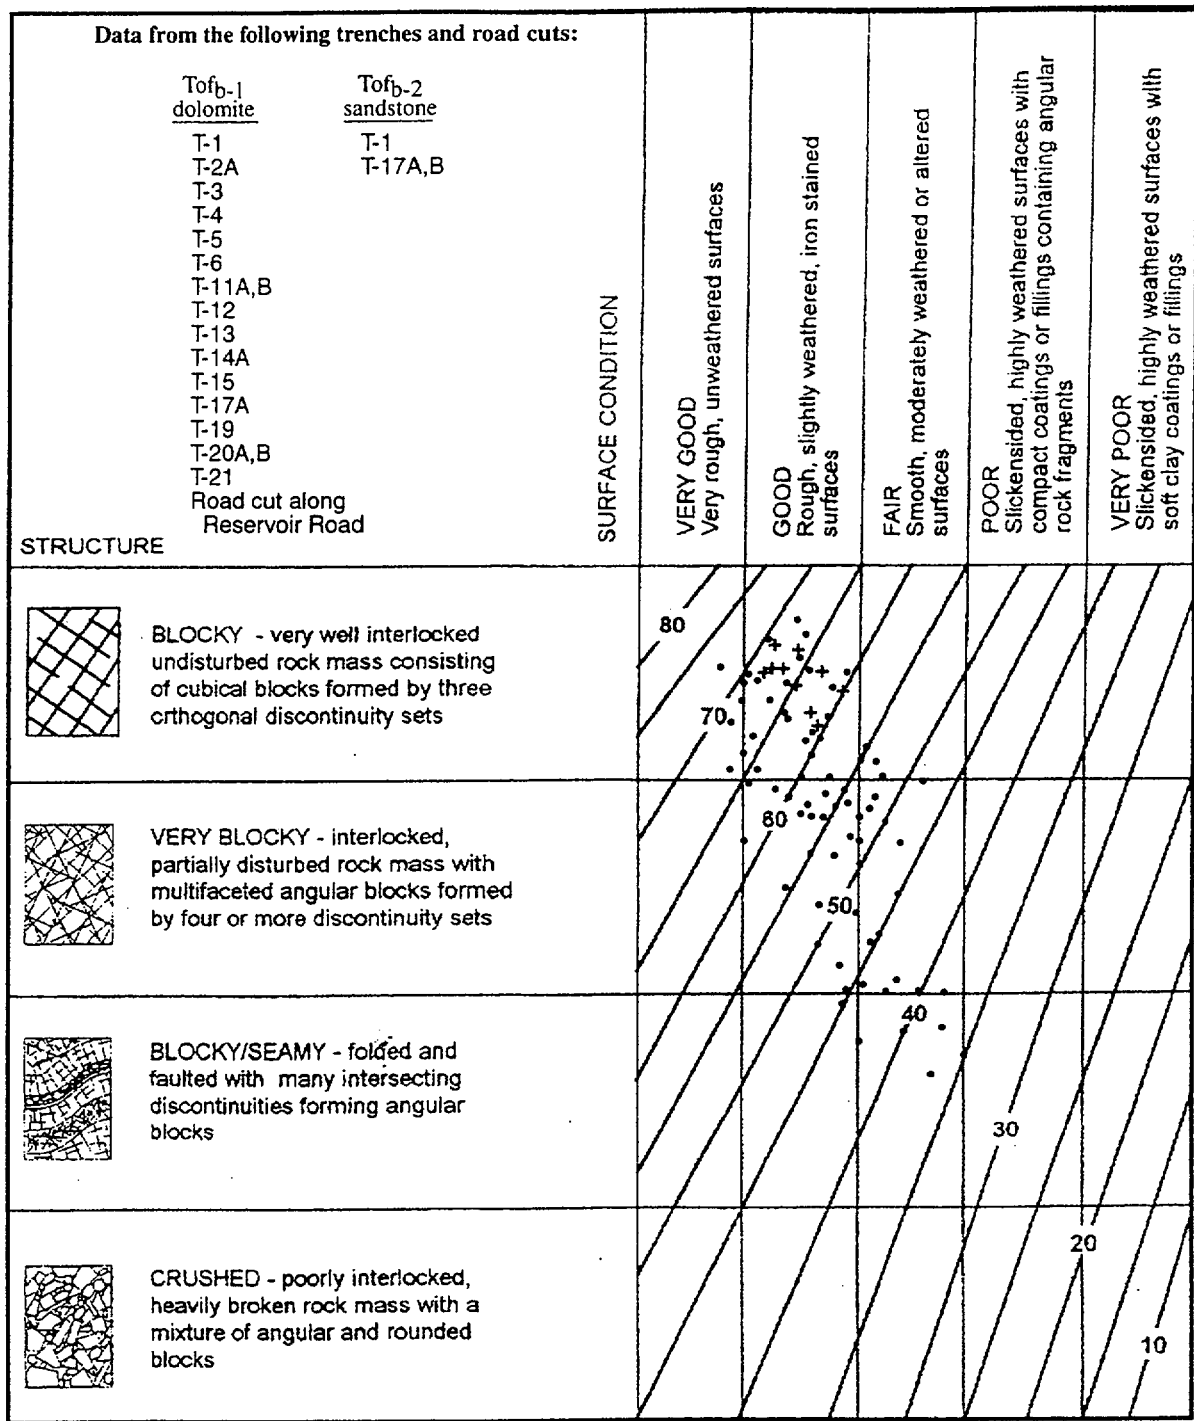 Data from the following trenches and road cuts:
Tofb-1
dolomite
T-1
T-2A
T-3
T-4
T-5
T-6
T-11A,B
T-12
T-13
T-14A
T-15
T-17A
T-19
T-20A,B
T-21
Road cut along
Reservoir Road
Tofb-2
sandstone
T-1
T-17A,B
STRUCTURE
SURFACE CONDITION
VERY GOOD
Very rough, unweathered surfaces
GOOD
Rough, slightly weathered, iron stained
surfaces
FAIR
Smooth, moderately weathered or altered
surfaces
POOR
Slickensided, highly weathered surfaces with
compact coatings or fillings containing angular
rock fragments
VERY POOR
Slickensided, highly weathered surfaces with
soft clay coatings or fillings
BLOCKY - very well interlocked
undisturbed rock mass consisting
of cubical blocks formed by three
crthogonal discontinuity sets
VERY BLOCKY - interlocked,
partially disturbed rock mass with
multifaceted angular blocks formed
by four or more discontinuity sets
BLOCKY/SEAMY - folded and
faulted with many intersecting
discontinuities forming angular
blocks
CRUSHED - poorly interlocked,
heavily broken rock mass with a
mixture of angular and rounded
blocks
80
70
60
50
40
30
20
10